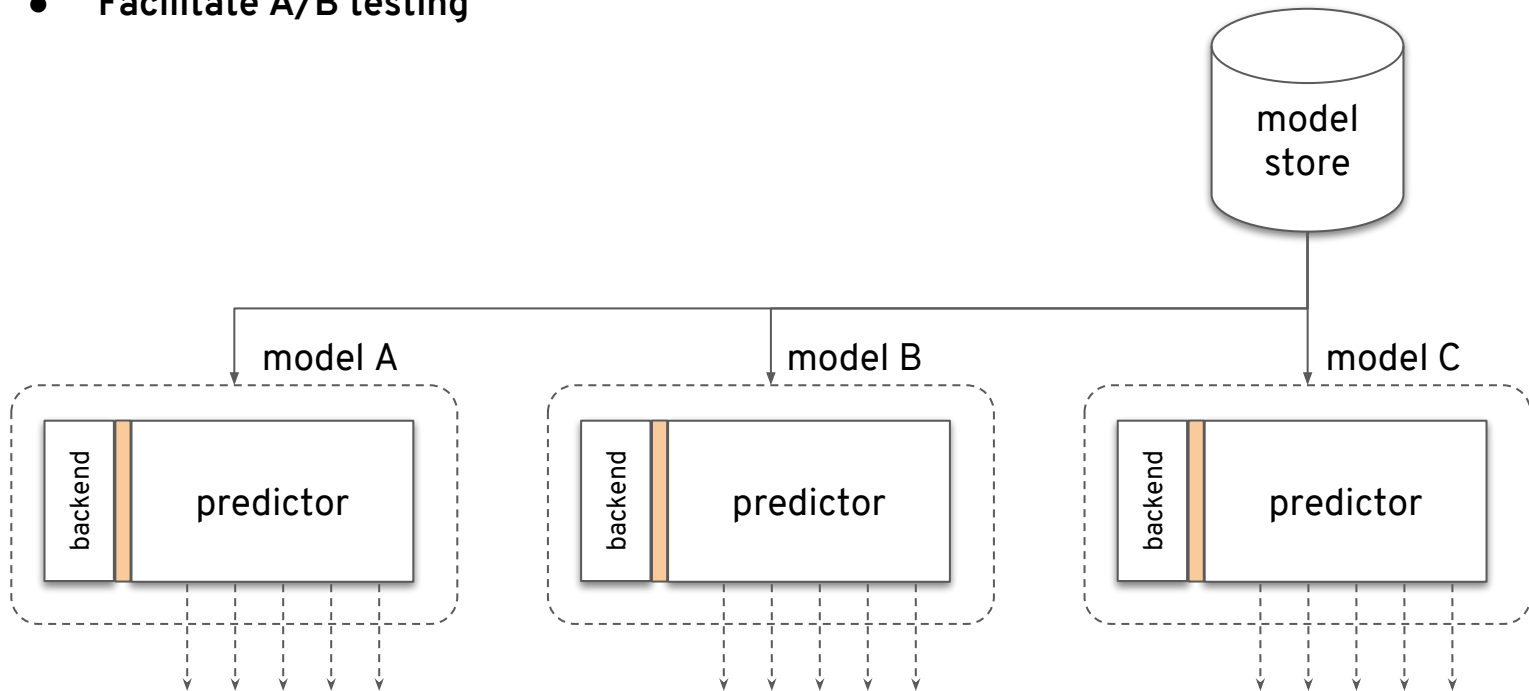 ● Facilitate A/B testing
model
store
model A
model B
model C
backend
predictor
backend
predictor
backend
predictor